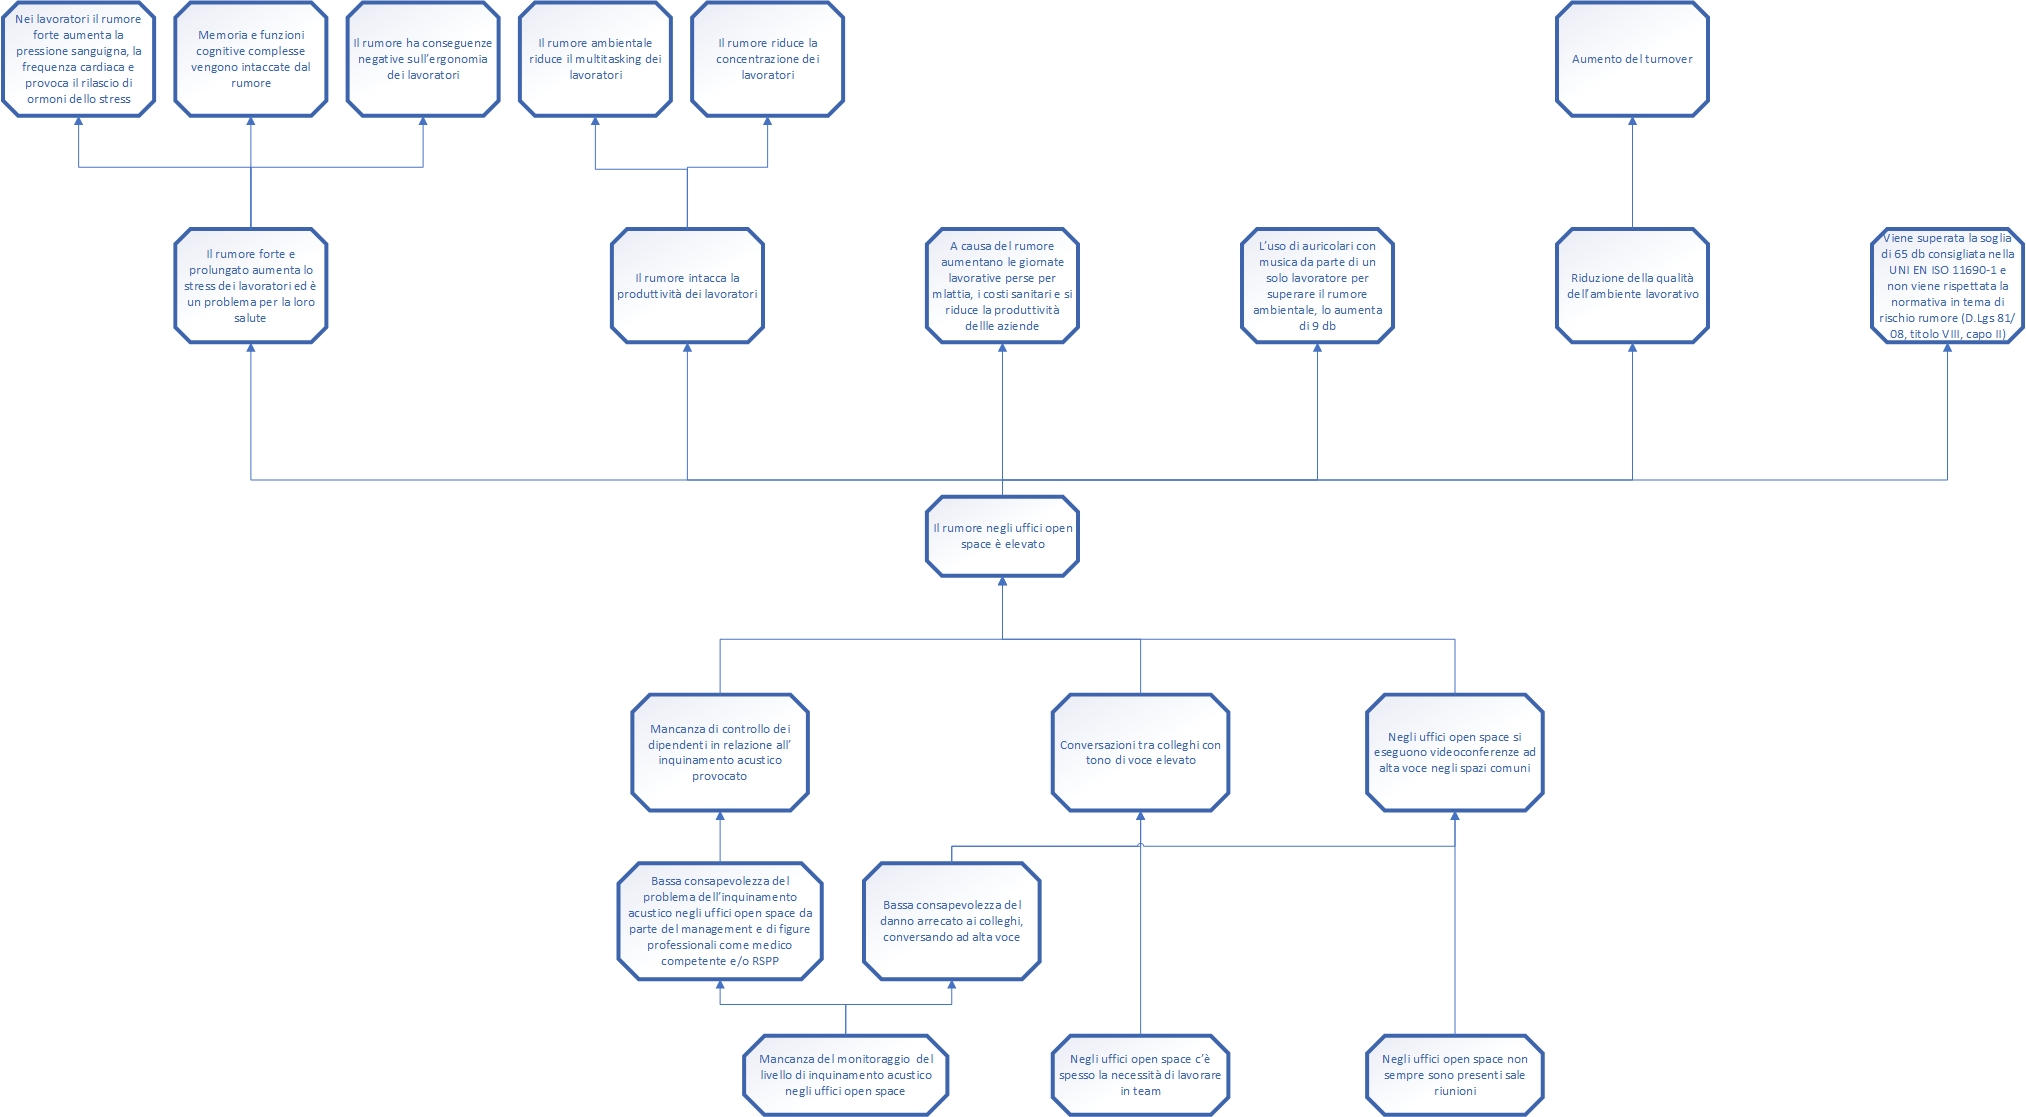 Nei lavoratori il rumore
forte aumenta la
pressione sanguigna, la
frequenza cardiaca e
provoca il rilascio di
ormoni dello stress
Memoria e funzioni
cognitive complesse
vengono intaccate dal
rumore
Il rumore ha conseguenze
negative sull'ergonomia
dei lavoratori
Il rumore ambientale
riduce il multitasking dei
lavoratori
Il rumore riduce la
concentrazione dei
lavoratori
Aumento del turnover
Il rumore forte e
prolungato aumenta lo
stress dei lavoratori ed è
un problema per la loro
salute
Il rumore intacca la
produttività dei lavoratori
A causa del rumore
aumentano le giornate
lavorative perse per
mlattia, i costi sanitari e si
riduce la produttività
dellle aziende
L'uso di auricolari con
musica da parte di un
solo lavoratore per
superare il rumore
ambientale, lo aumenta
di 9 db
Riduzione della qualità
dell'ambiente lavorativo
Viene superata la soglia
di 65 db consigliata nella
UNI EN ISO 11690-1 e
non viene rispettata la
normativa in tema di
rischio rumore (D.Lgs 81/
08, titolo VIII, capo II)
Il rumore negli uffici open
space è elevato
Mancanza di controllo dei
dipendenti in relazione all'
inquinamento acustico
provocato
Conversazioni tra colleghi con
tono di voce elevato
Negli uffici open space si
eseguono videoconferenze ad
alta voce negli spazi comuni
Bassa consapevolezza del
problema dell'inquinamento
acustico negli uffici open space da
parte del management e di figure
professionali come medico
competente e/o RSPP
Bassa consapevolezza del
danno arrecato ai colleghi,
conversando ad alta voce
Mancanza del monitoraggio del
livello di inquinamento acustico
negli uffici open space
Negli uffici open space c'è
spesso la necessità di lavorare
in team
Negli uffici open space non
sempre sono presenti sale
riunioni